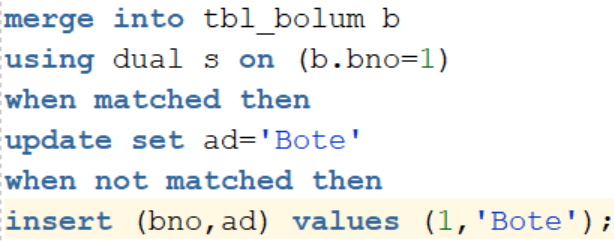 merge into tbl_bolum b
using dual s on (b.bno=1)
when matched then
update set ad='Bote'
when not matched then
insert (bno,ad) values (1,'Bote');